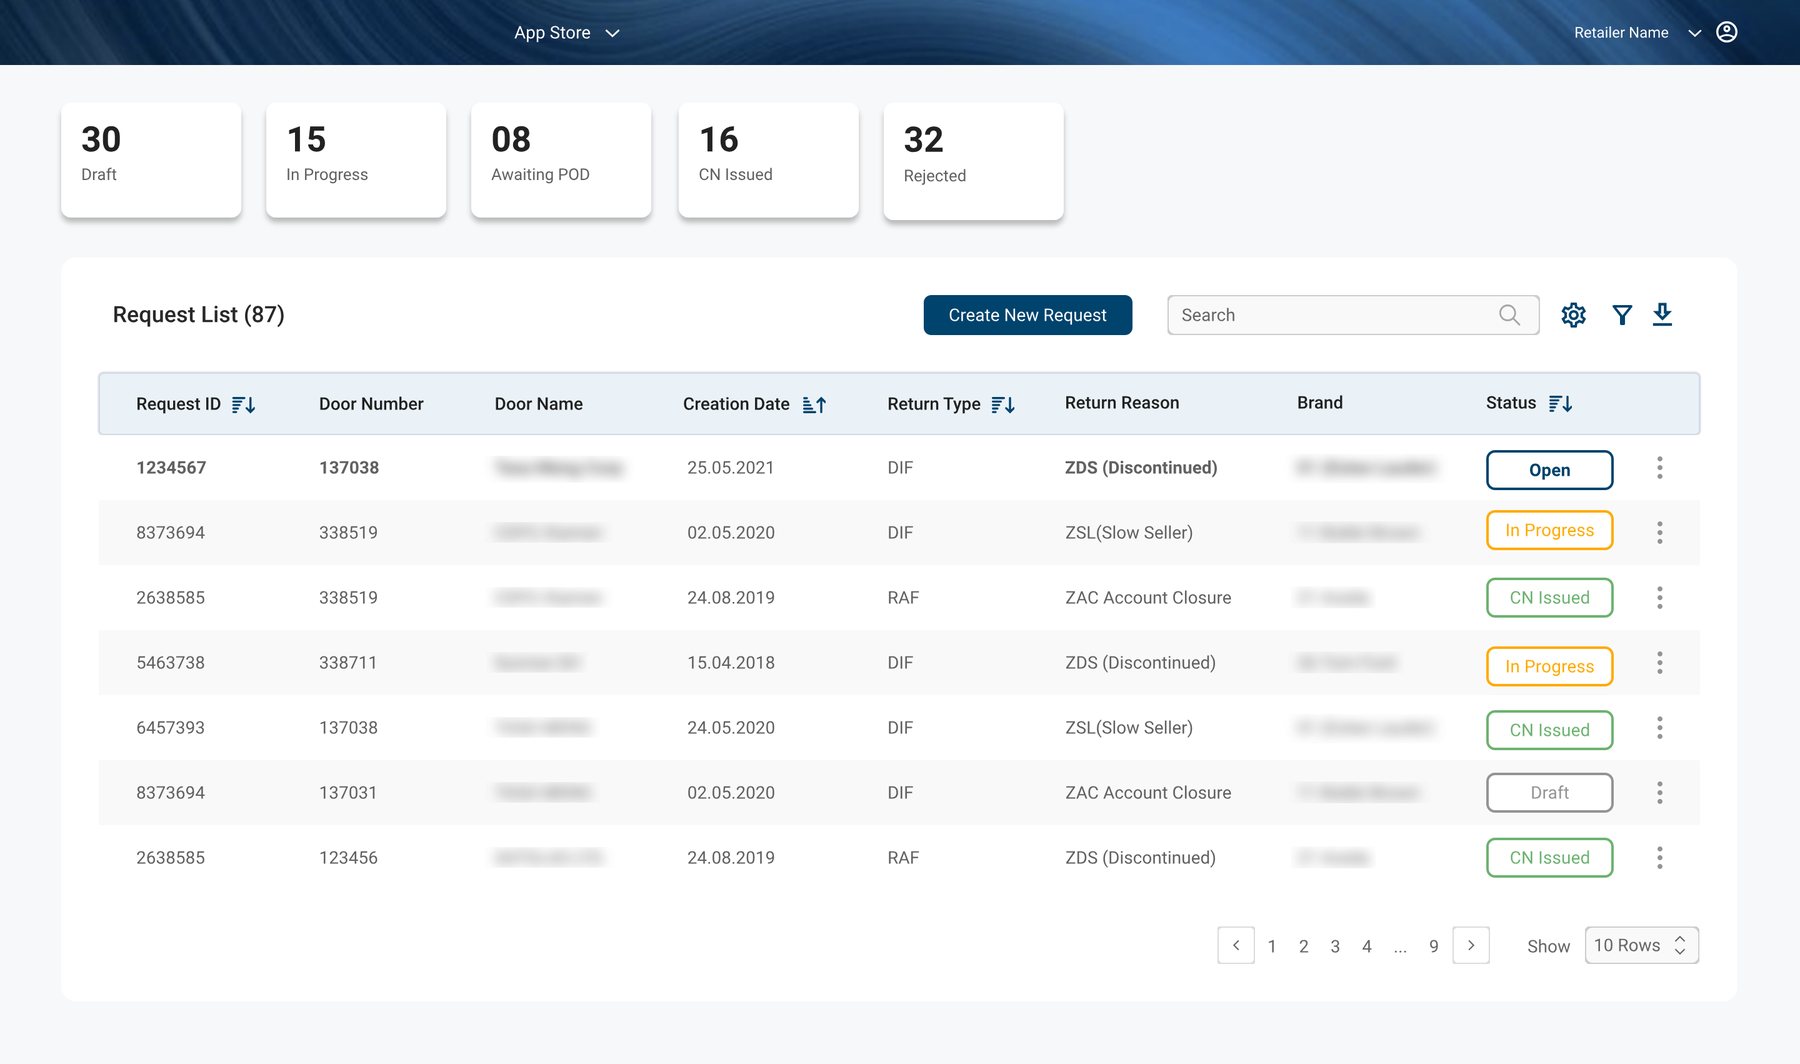 App Store
Retailer Name
30
Draft
15
In Progress
08
Awaiting POD
16
CN Issued
32
Rejected
Request List (87)
Create New Request
Search
Request ID Door Number Door Name Creation Date Return Type Return Reason Brand Status
1234567 137038 25.05.2021 DIF ZDS (Discontinued) Open
8373694 338519 02.05.2020 DIF ZSL(Slow Seller) In Progress
2638585 338519 24.08.2019 RAF ZAC Account Closure CN Issued
5463738 338711 15.04.2018 DIF ZDS (Discontinued) In Progress
6457393 137038 24.05.2020 DIF ZSL(Slow Seller) CN Issued
8373694 137031 02.05.2020 DIF ZAC Account Closure Draft
2638585 123456 24.08.2019 RAF ZDS (Discontinued) CN Issued
1 2 3 4 ... 9 Show 10 Rows